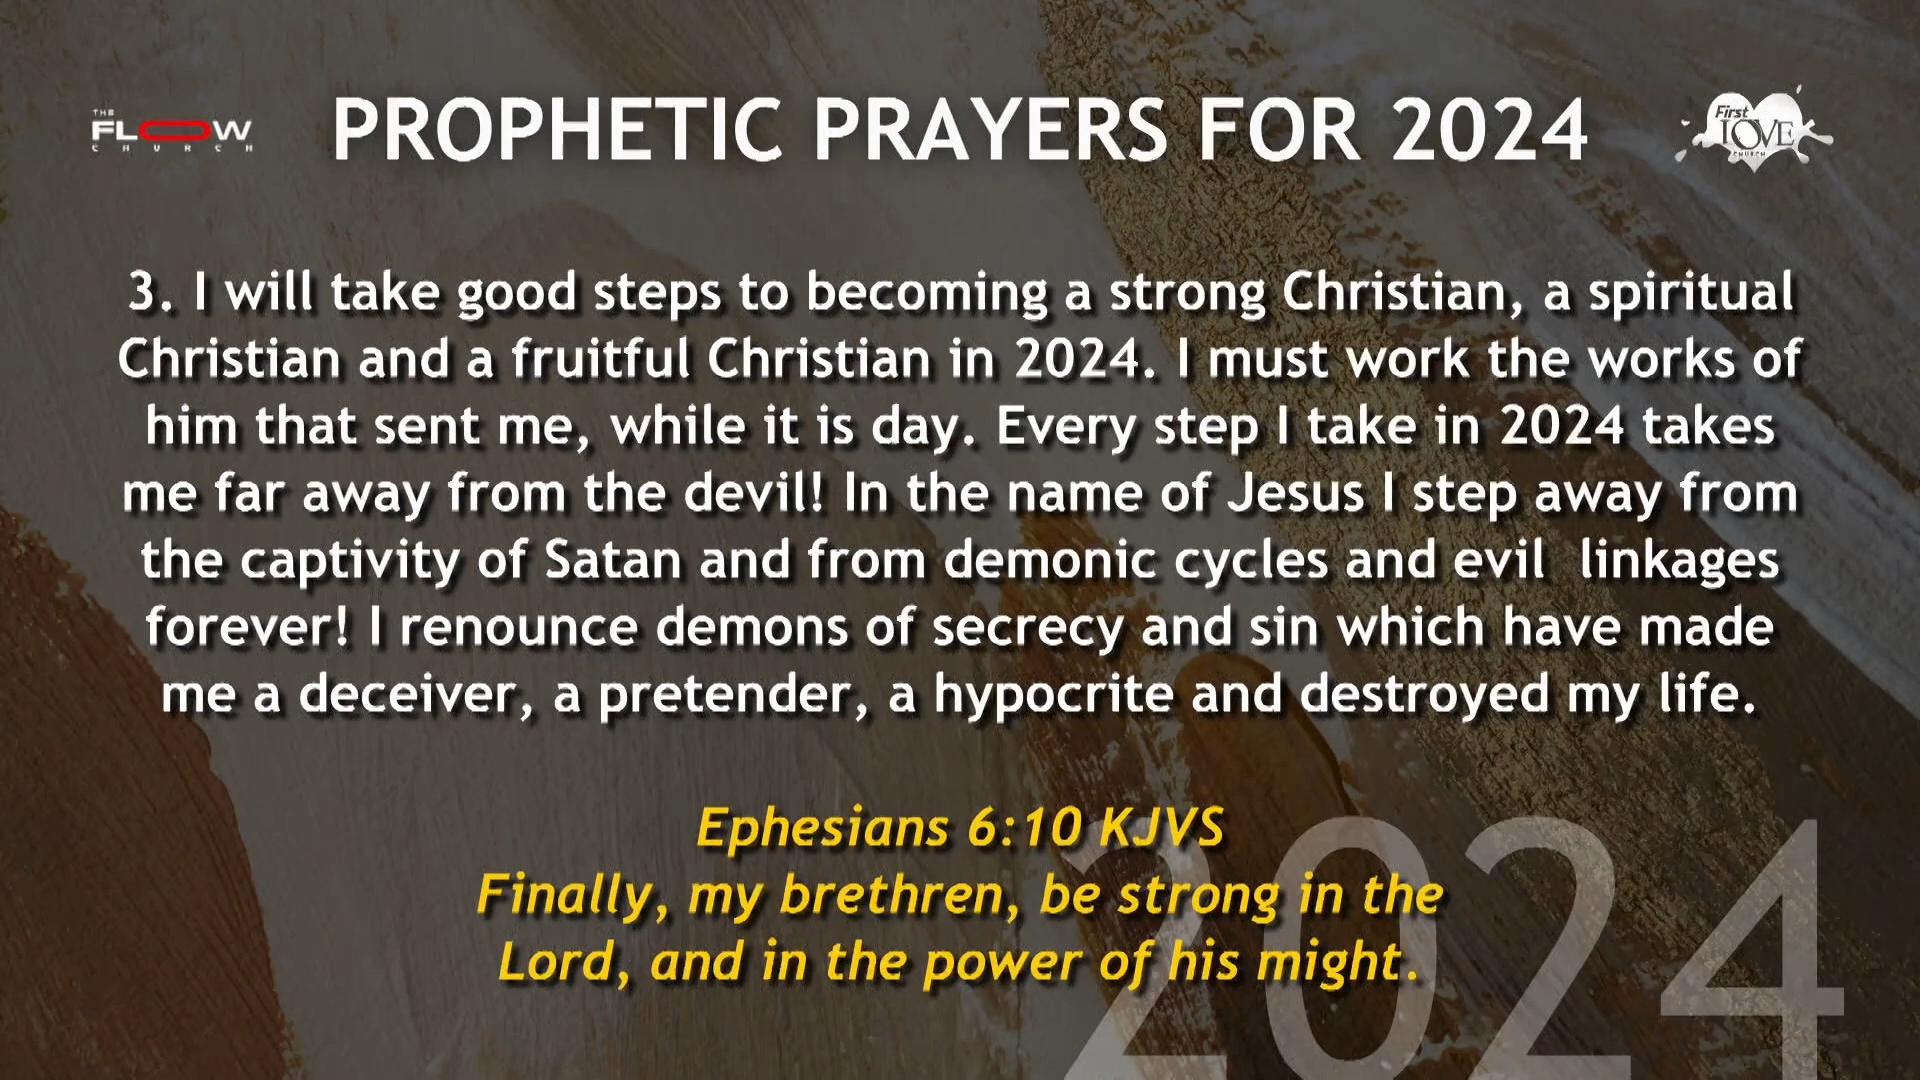 THE
FLOW
CHURCH
PROPHETIC PRAYERS FOR 2024
First
LOVE
CHURCH
3. I will take good steps to becoming a strong Christian, a spiritual
Christian and a fruitful Christian in 2024. I must work the works of
him that sent me, while it is day. Every step I take in 2024 takes
me far away from the devil! In the name of Jesus I step away from
the captivity of Satan and from demonic cycles and evil  linkages
forever! I renounce demons of secrecy and sin which have made
me a deceiver, a pretender, a hypocrite and destroyed my life.
Ephesians 6:10 KJVS
Finally, my brethren, be strong in the
Lord, and in the power of his might.
2024